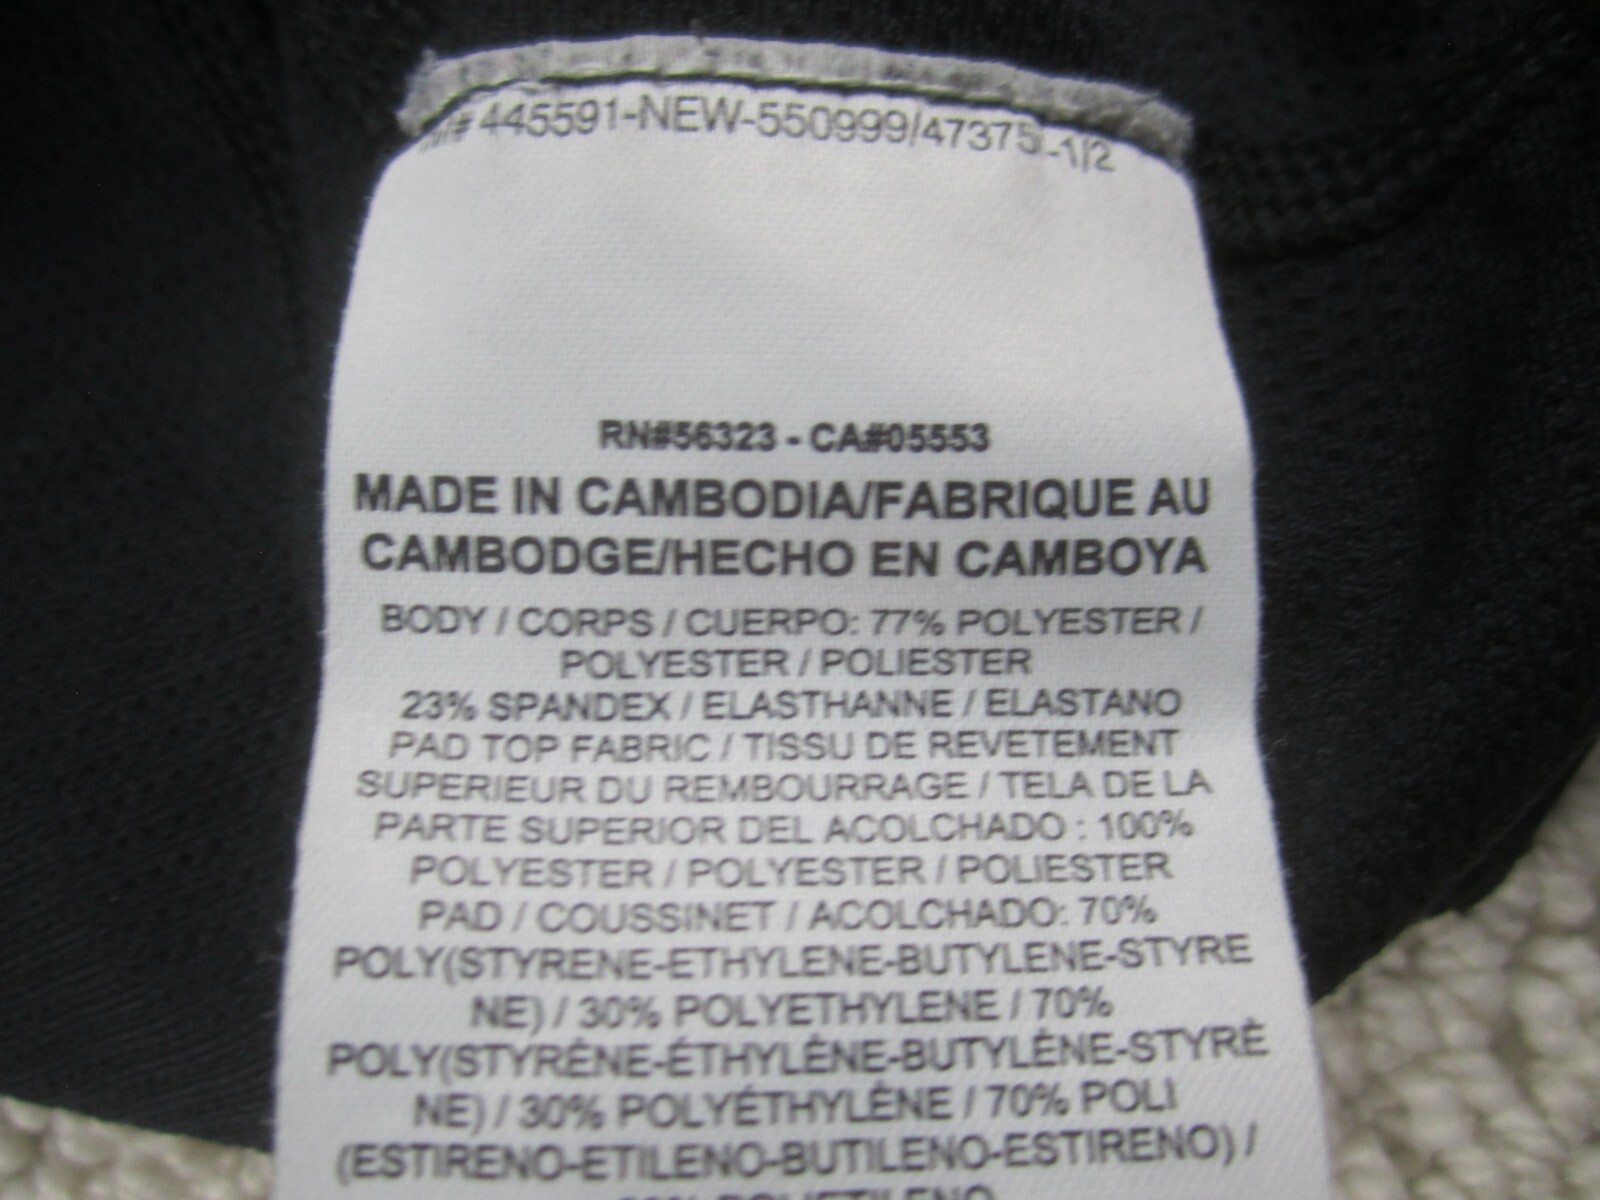 # 445591-NEW-550999/47375 -1/2
RN#56323 - CA#05553
MADE IN CAMBODIA/FABRIQUE AU
CAMBODGE/HECHO EN CAMBOYA
BODY / CORPS / CUERPO: 77% POLYESTER /
POLYESTER / POLIESTER
23% SPANDEX / ELASTHANNE / ELASTANO
PAD TOP FABRIC / TISSU DE REVETEMENT
SUPERIEUR DU REMBOURRAGE / TELA DE LA
PARTE SUPERIOR DEL ACOLCHADO : 100%
POLYESTER / POLYESTER / POLIESTER
PAD / COUSSINET / ACOLCHADO: 70%
POLY(STYRENE-ETHYLENE-BUTYLENE-STYRE
NE) / 30% POLYETHYLENE / 70%
POLY(STYRÈNE-ÉTHYLÈNE-BUTYLÈNE-STYRÈ
NE) / 30% POLYÉTHYLÈNE / 70% POLI
(ESTIRENO-ETILENO-BUTILENO-ESTIRENO) /
POLIETILENO